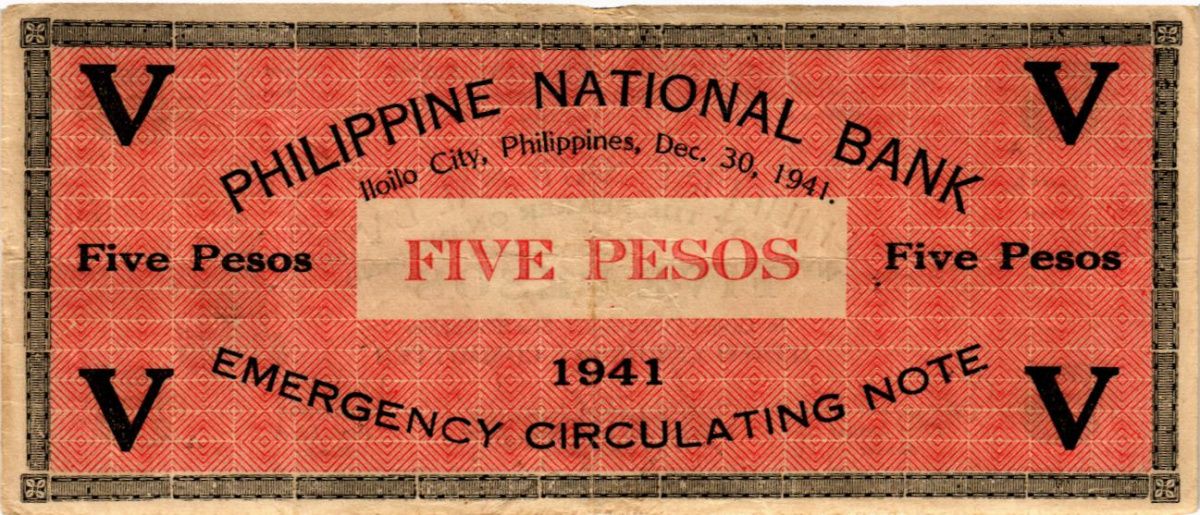 V V
PHILIPPINE NATIONAL BANK
Iloilo City, Philippines, Dec. 30, 1941.
Five Pesos FIVE PESOS Five Pesos
1941
V V
EMERGENCY CIRCULATING NOTE